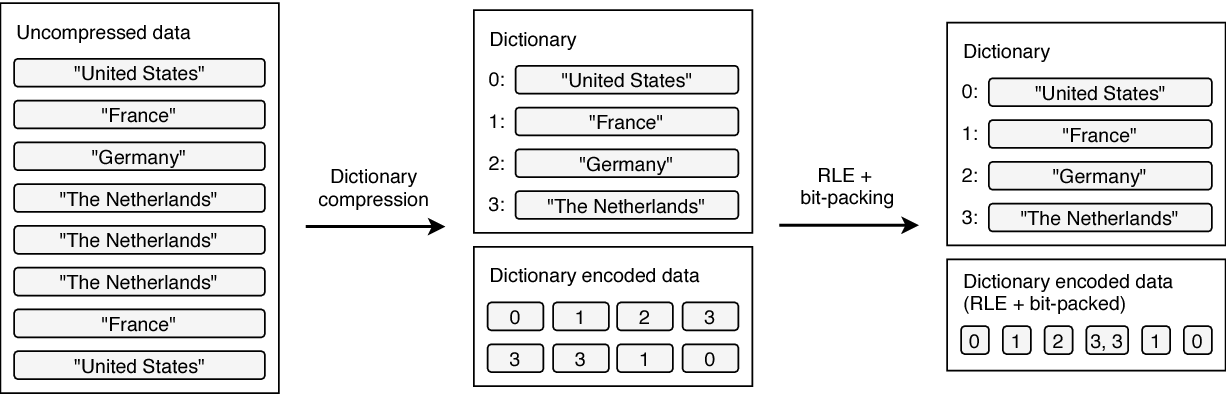 Uncompressed data
"United States"
"France"
"Germany"
"The Netherlands"
"The Netherlands"
"The Netherlands"
"France"
"United States"
Dictionary
compression
Dictionary
0: "United States"
1: "France"
2: "Germany"
3: "The Netherlands"
Dictionary encoded data
0 1 2 3
3 3 1 0
RLE +
bit-packing
Dictionary
0: "United States"
1: "France"
2: "Germany"
3: "The Netherlands"
Dictionary encoded data
(RLE + bit-packed)
0 1 2 3, 3 1 0